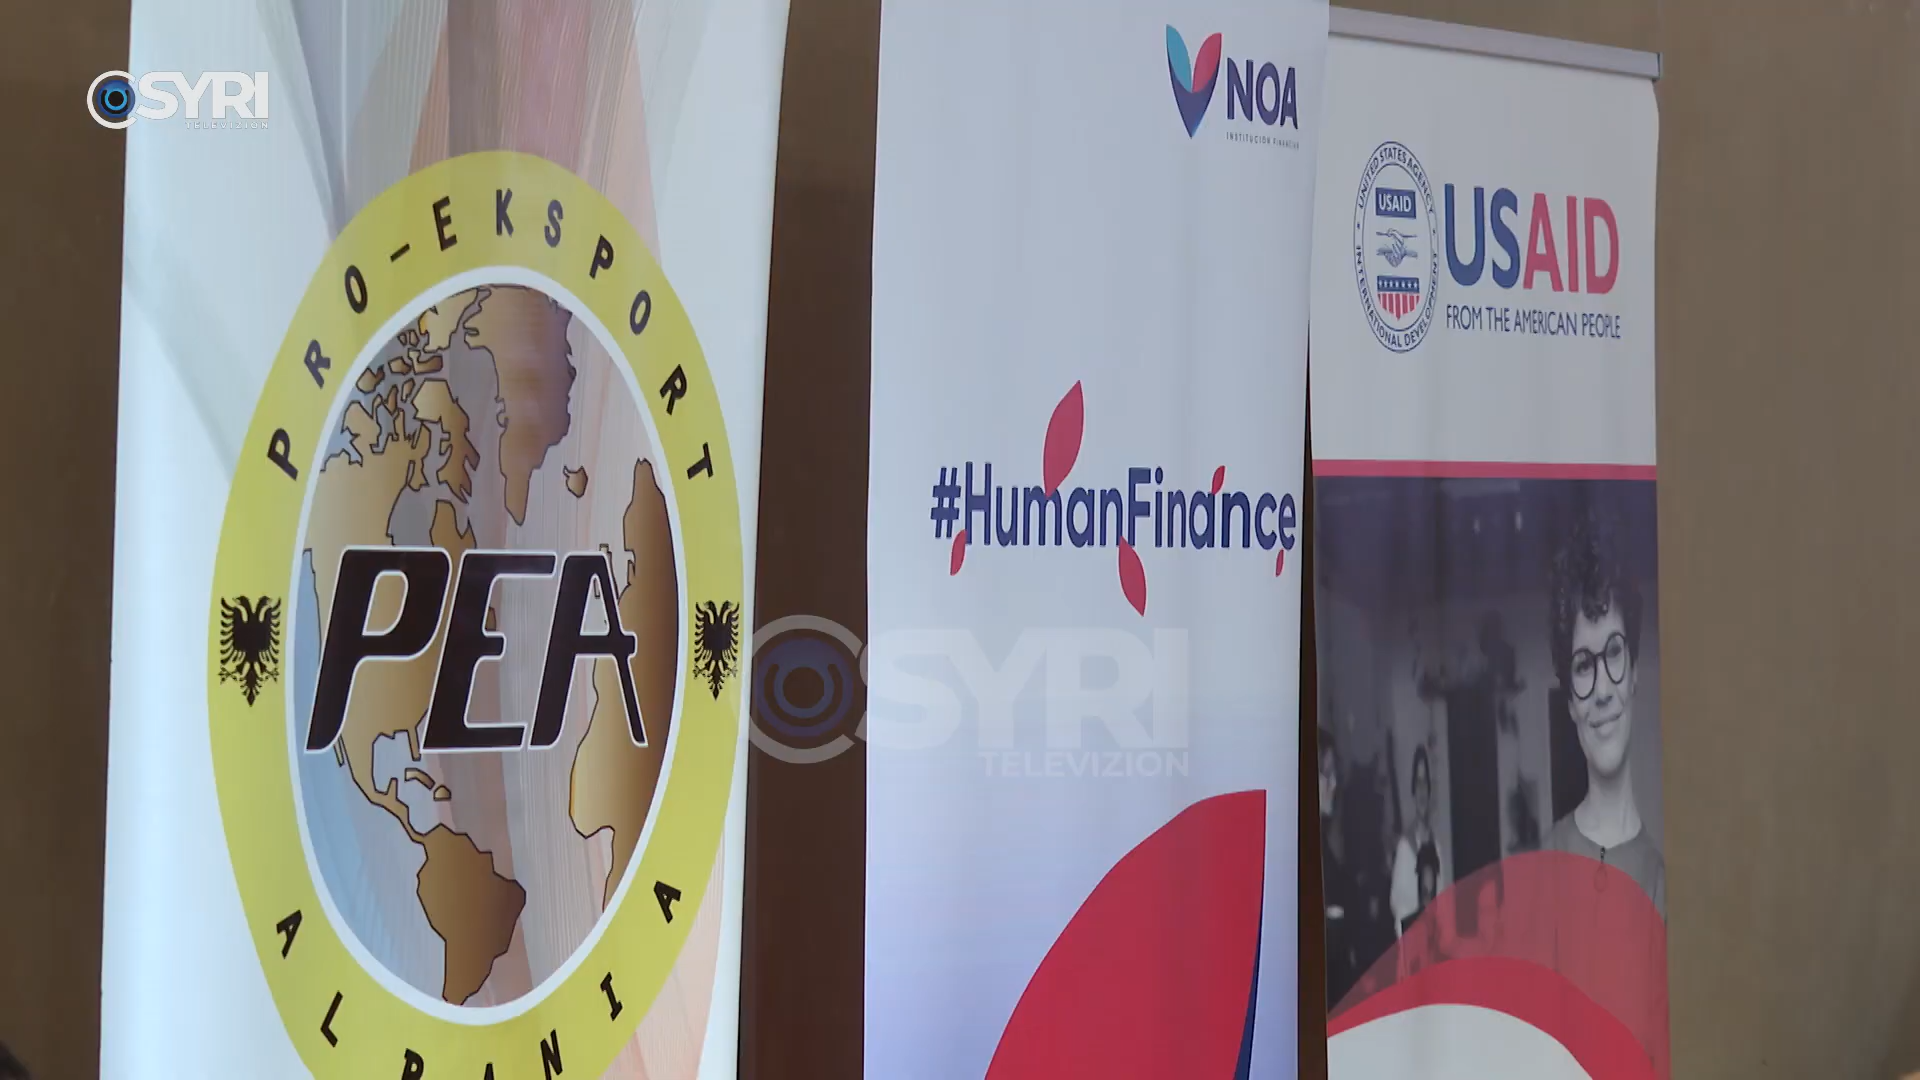 SYRI
TELEVIZION
PRO-EKSPORT
PEA
ALBANIA
NOA
INSTITUCION FINANCIAR
#HumanFinance
SYRI
TELEVIZION
UNITED STATES AGENCY
INTERNATIONAL DEVELOPMENT
USAID
USAID
FROM THE AMERICAN PEOPLE